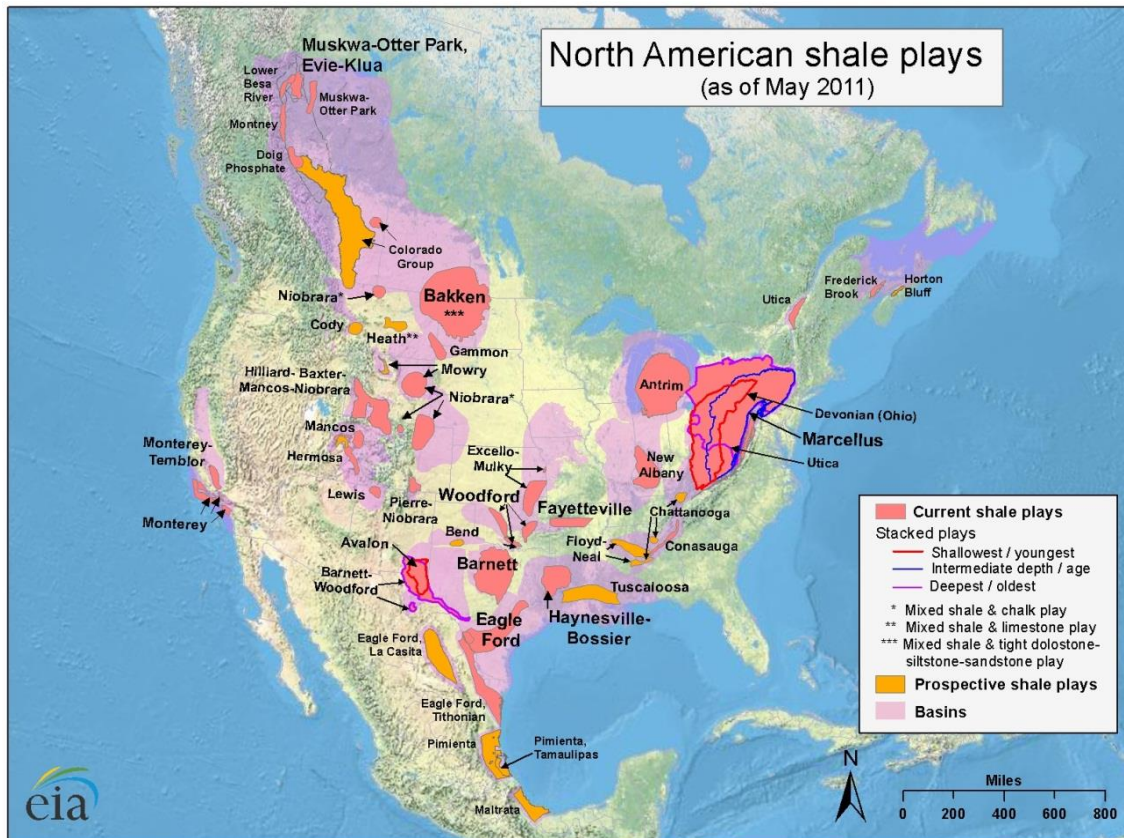 North American shale plays
(as of May 2011)
Muskwa-Otter Park,
Evie-Klua
Lower
Besa
River
Muskwa-
Otter Park
Montney
Doig
Phosphate
Colorado
Group
Niobrara*
Bakken
***
Cody
Heath**
Gammon
Mowry
Hilliard- Baxter-
Mancos-Niobrara
Niobrara*
Antrim
Utica
Frederick
Brook
Horton
Bluff
Devonian (Ohio)
Marcellus
Utica
Mancos
Hermosa
Monterey-
Temblor
Monterey
Lewis
Pierre-
Niobrara
Excello-
Mulky
New
Albany
Woodford
Fayetteville
Chattanooga
Bend
Floyd-
Neal
Conasauga
Avalon
Barnett
Barnett-
Woodford
Tuscaloosa
Haynesville-
Bossier
Eagle
Ford
Eagle Ford,
La Casita
Eagle Ford,
Tithonian
Pimienta
Pimienta,
Tamaulipas
Maltrata
Current shale plays
Stacked plays
Shallowest / youngest
Intermediate depth / age
Deepest / oldest
* Mixed shale & chalk play
** Mixed shale & limestone play
*** Mixed shale & tight dolostone-
siltstone-sandstone play
Prospective shale plays
Basins
N
Miles
0 200 400 600 800
eia